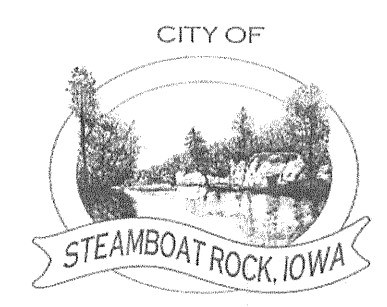 CITY OF
STEAMBOAT ROCK, IOWA